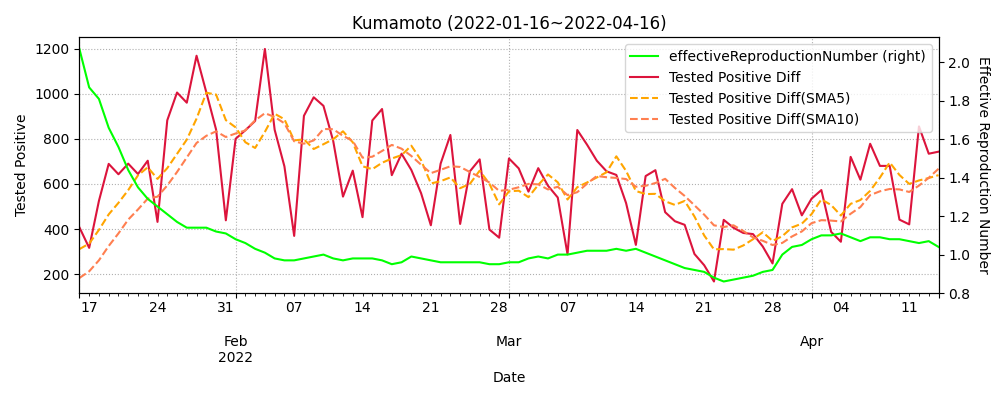 Kumamoto (2022-01-16~2022-04-16)
effectiveReproductionNumber (right)
Tested Positive Diff
Tested Positive Diff(SMA5)
Tested Positive Diff(SMA10)
Tested Positive
1200
1000
800
600
400
200
2.0
1.8
1.6
1.4
1.2
1.0
0.8
Effective Reproduction Number
17 24 31 07 14 21 28 07 14 21 28 04 11
Feb Mar Apr
2022
Date